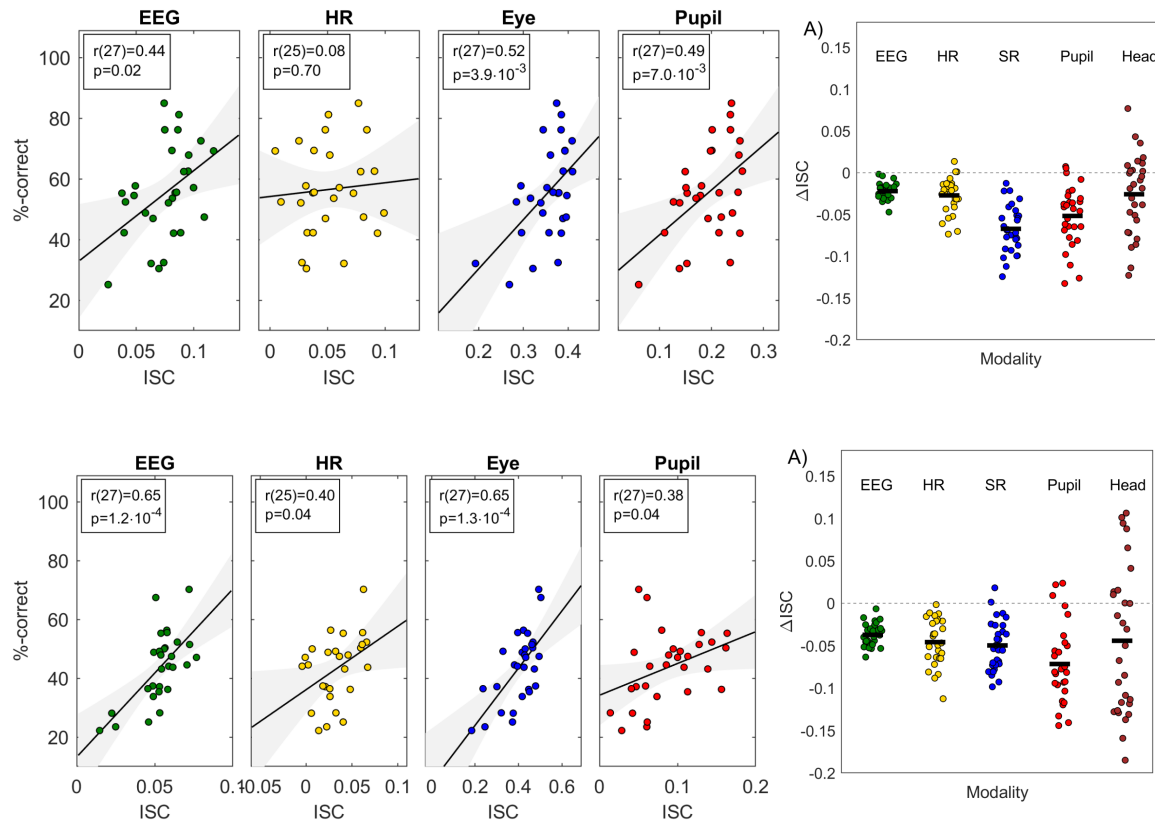 EEG HR Eye Pupil A)
r(27)=0.44 r(25)=0.08 r(27)=0.52 r(27)=0.49
p=0.02 p=0.70 p=3.9·10-3 p=7.0·10-3
EEG HR SR Pupil Head
100
80
60
40
20
%-correct
0 0.05 0.1 0 0.05 0.1 0.2 0.3 0.4 0.1 0.2 0.3
ISC ISC ISC ISC
0.15
0.1
0.05
0
-0.05
-0.1
-0.15
-0.2
ΔISC
Modality
EEG HR Eye Pupil A)
r(27)=0.65 r(25)=0.40 r(27)=0.65 r(27)=0.38
p=1.2·10-4 p=0.04 p=1.3·10-4 p=0.04
EEG HR SR Pupil Head
100
80
60
40
20
%-correct
0 0.05 0.1 -0.05 0 0.05 0.1 0 0.2 0.4 0.6 0 0.1 0.2
ISC ISC ISC ISC
0.15
0.1
0.05
0
-0.05
-0.1
-0.15
-0.2
ΔISC
Modality